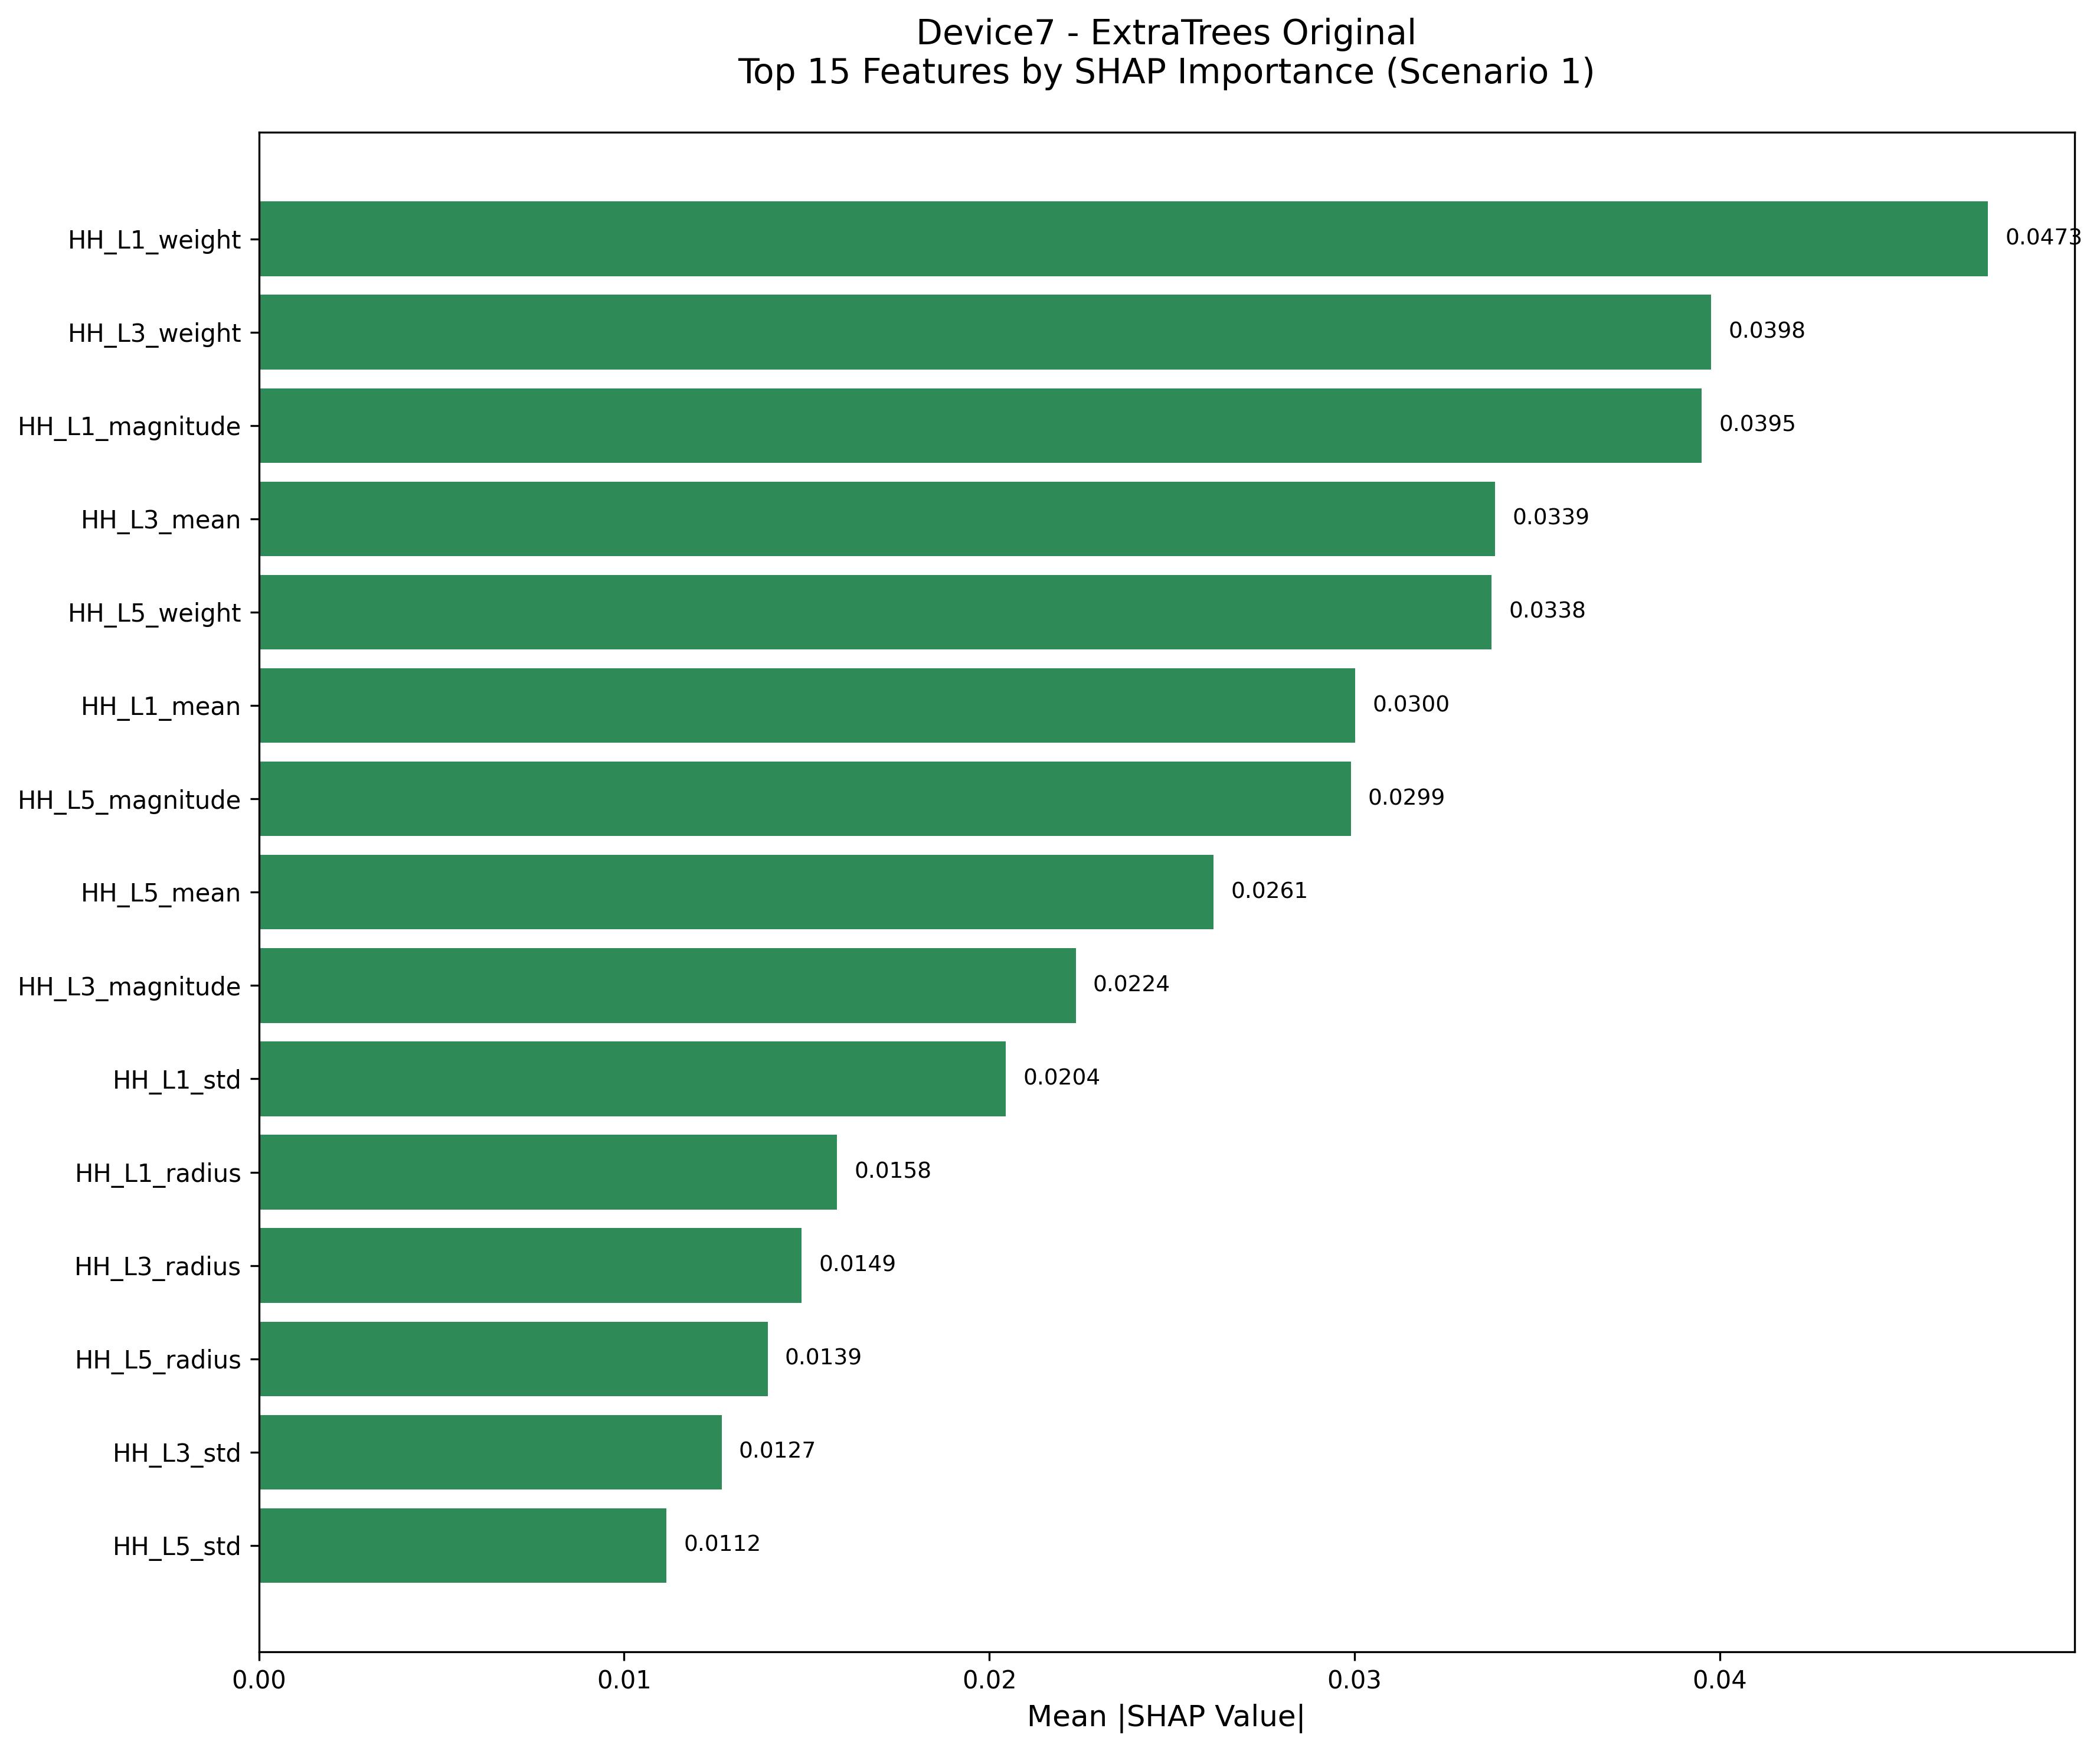 Device7 - ExtraTrees Original
Top 15 Features by SHAP Importance (Scenario 1)
HH_L1_weight 0.0473
HH_L3_weight 0.0398
HH_L1_magnitude 0.0395
HH_L3_mean 0.0339
HH_L5_weight 0.0338
HH_L1_mean 0.0300
HH_L5_magnitude 0.0299
HH_L5_mean 0.0261
HH_L3_magnitude 0.0224
HH_L1_std 0.0204
HH_L1_radius 0.0158
HH_L3_radius 0.0149
HH_L5_radius 0.0139
HH_L3_std 0.0127
HH_L5_std 0.0112
0.00 0.01 0.02 0.03 0.04
Mean |SHAP Value|